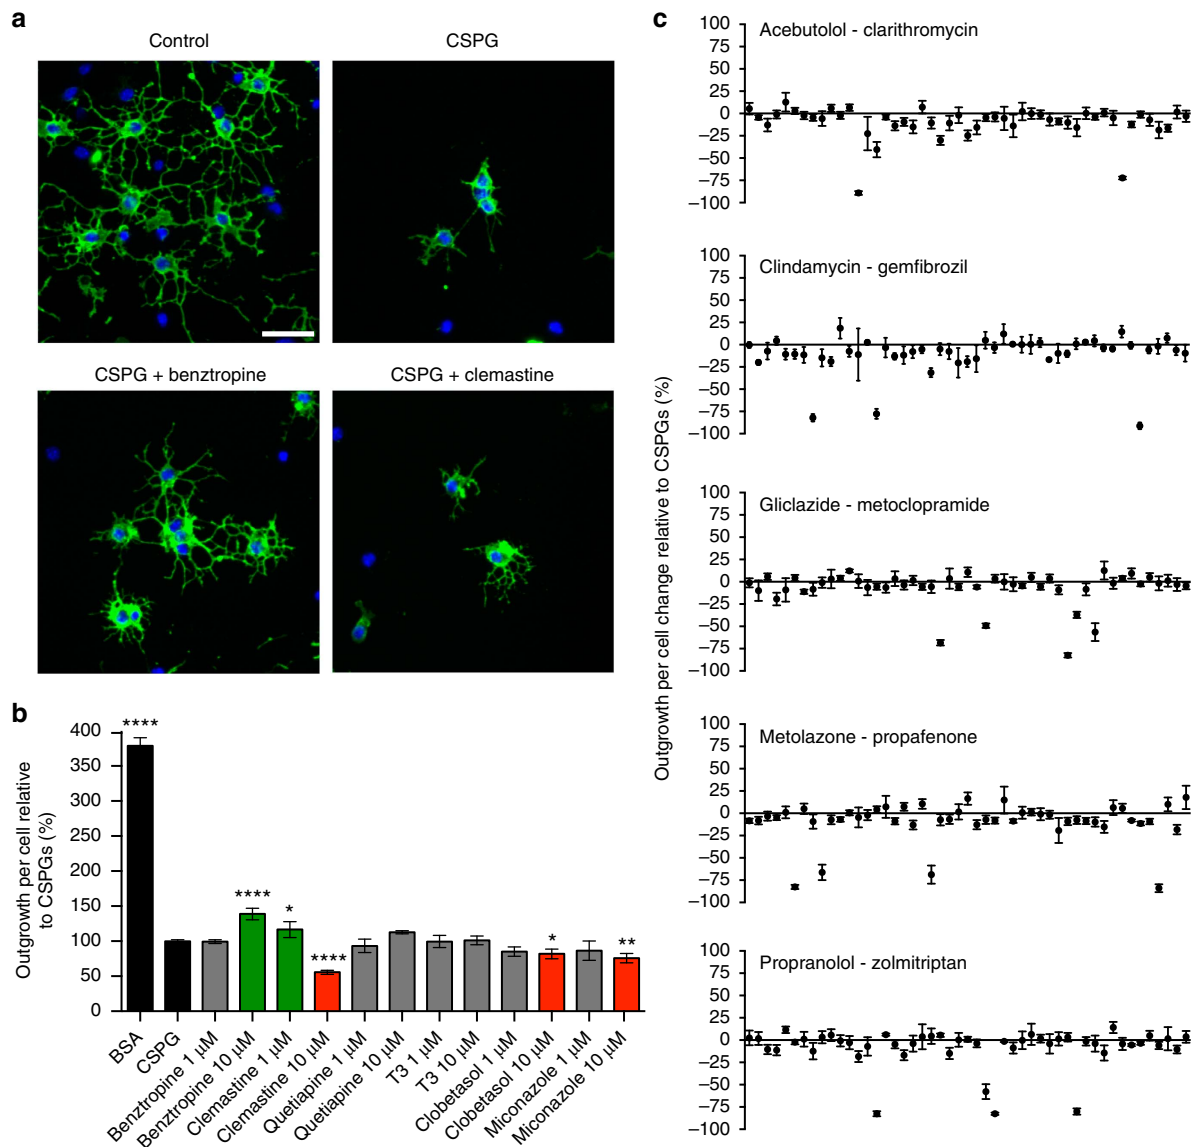 a
Control
CSPG
CSPG + benztropine
CSPG + clemastine
b
Outgrowth per cell relative
to CSPGs (%)
400
350
300
250
200
150
100
50
0
****
****
*
****
*
**
BSA
CSPG
Benztropine 1 μM
Benztropine 10 μM
Clemastine 1 μM
Clemastine 10 μM
Quetiapine 1 μM
Quetiapine 10 μM
T3 1 μM
T3 10 μM
Clobetasol 1 μM
Clobetasol 10 μM
Miconazole 1 μM
Miconazole 10 μM
c
Outgrowth per cell change relative to CSPGs (%)
Acebutolol - clarithromycin
100
75
50
25
0
−25
−50
−75
−100
Clindamycin - gemfibrozil
100
75
50
25
0
−25
−50
−75
−100
Gliclazide - metoclopramide
100
75
50
25
0
−25
−50
−75
−100
Metolazone - propafenone
100
75
50
25
0
−25
−50
−75
−100
Propranolol - zolmitriptan
100
75
50
25
0
−25
−50
−75
−100